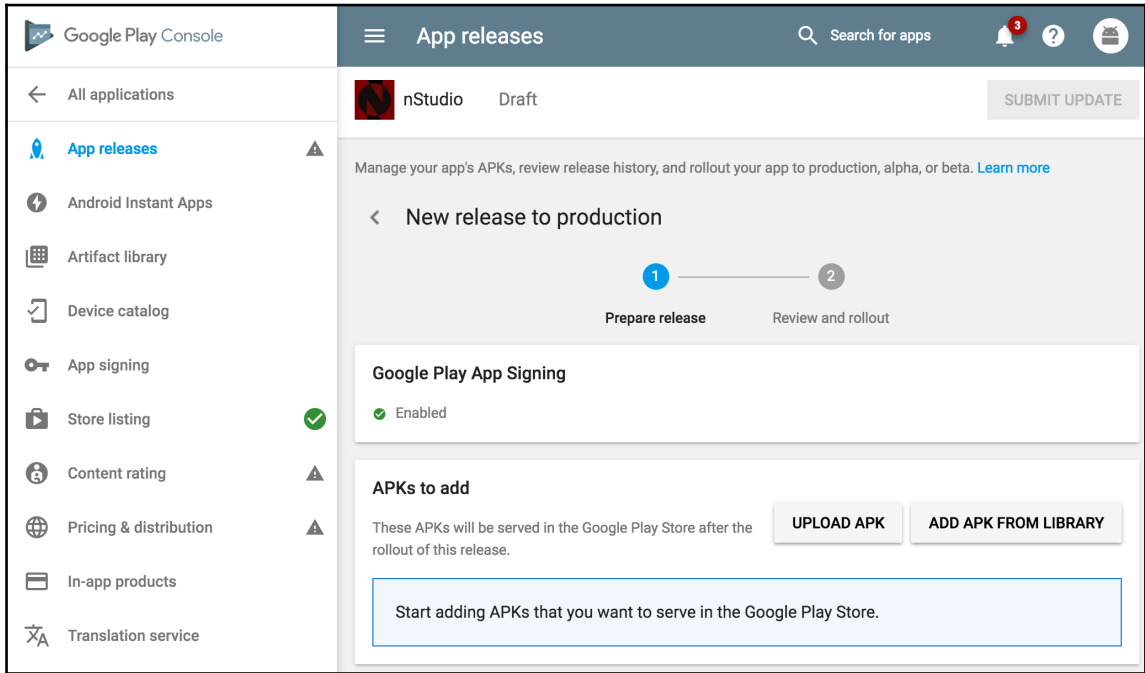 Google Play Console
App releases
Search for apps
3
?
All applications
nStudio
Draft
SUBMIT UPDATE
App releases
Android Instant Apps
Artifact library
Device catalog
App signing
Store listing
Content rating
Pricing & distribution
In-app products
Translation service
Manage your app's APKs, review release history, and rollout your app to production, alpha, or beta. Learn more
New release to production
1
2
Prepare release
Review and rollout
Google Play App Signing
Enabled
APKs to add
These APKs will be served in the Google Play Store after the
rollout of this release.
UPLOAD APK
ADD APK FROM LIBRARY
Start adding APKs that you want to serve in the Google Play Store.